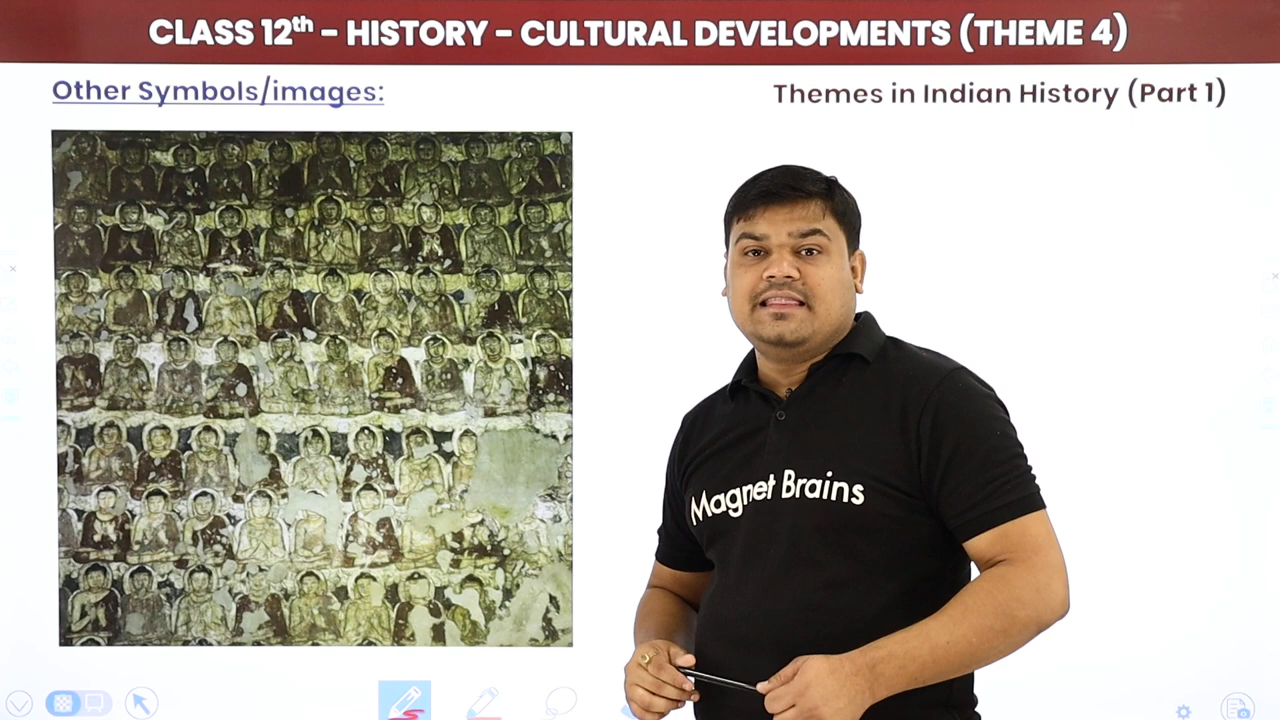 CLASS 12th – HISTORY – CULTURAL DEVELOPMENTS (THEME 4)
Other Symbols/images:
Themes in Indian History (Part 1)
Magnet Brains